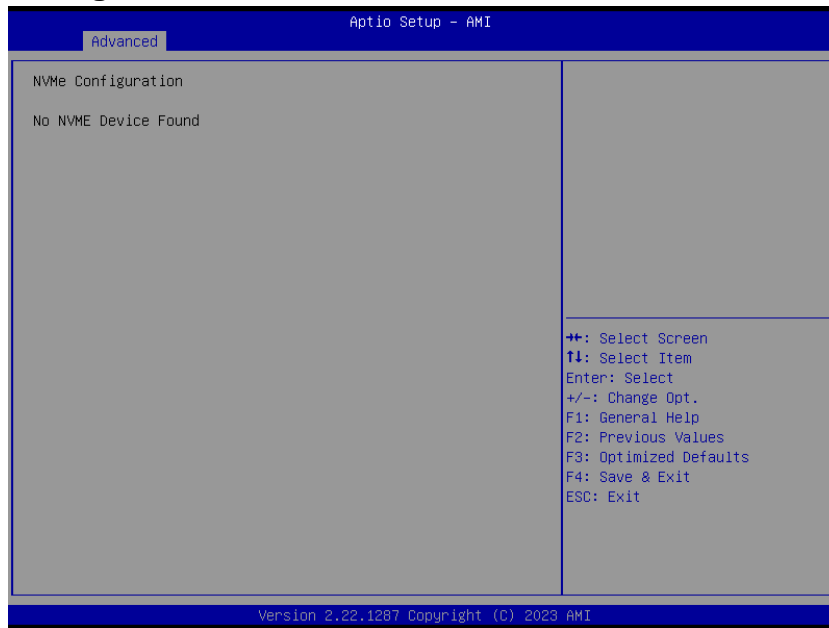 Aptio Setup – AMI
Advanced
NVMe Configuration
No NVME Device Found
→←: Select Screen
↑↓: Select Item
Enter: Select
+/-: Change Opt.
F1: General Help
F2: Previous Values
F3: Optimized Defaults
F4: Save & Exit
ESC: Exit
Version 2.22.1287 Copyright (C) 2023 AMI